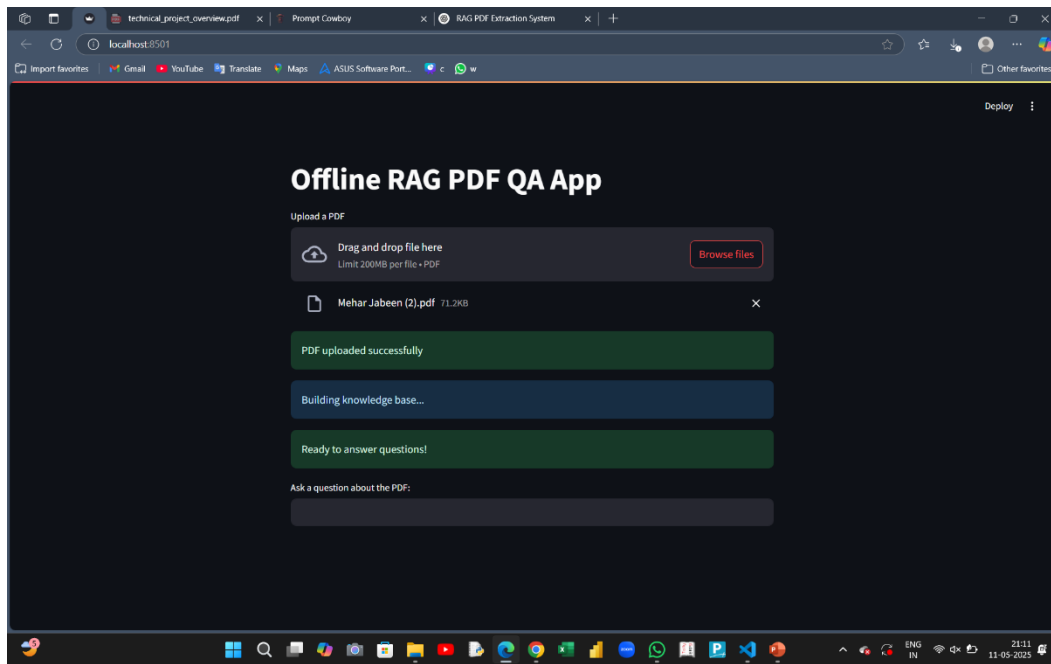 technical_project_overview.pdf
Prompt Cowboy
RAG PDF Extraction System
localhost:8501
Import favorites
Gmail
YouTube
Translate
Maps
ASUS Software Port...
c
w
Other favorites
Deploy
Offline RAG PDF QA App
Upload a PDF
Drag and drop file here
Limit 200MB per file • PDF
Browse files
Mehar Jabeen (2).pdf 71.2KB
PDF uploaded successfully
Building knowledge base...
Ready to answer questions!
Ask a question about the PDF:
5
ENG
IN
21:11
11-05-2025